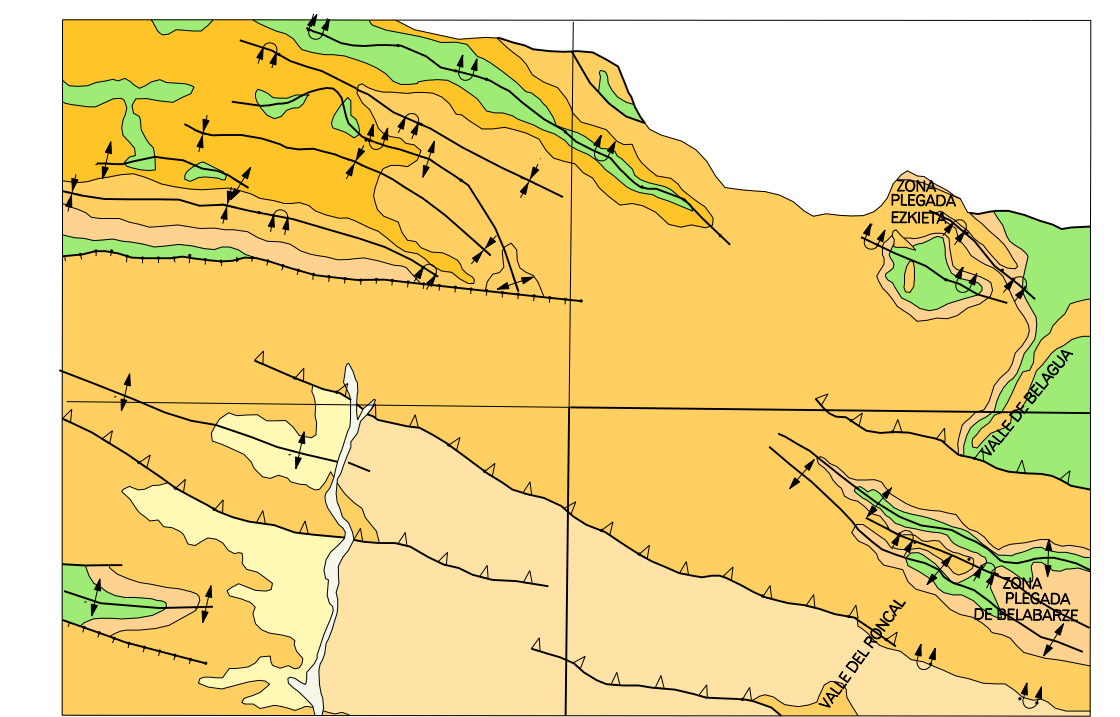 ZONA
PLEGADA
EZKIETA
VALLE DE BELAGUA
ZONA
PLEGADA
DE BELABARZE
VALLE DEL RONCAL